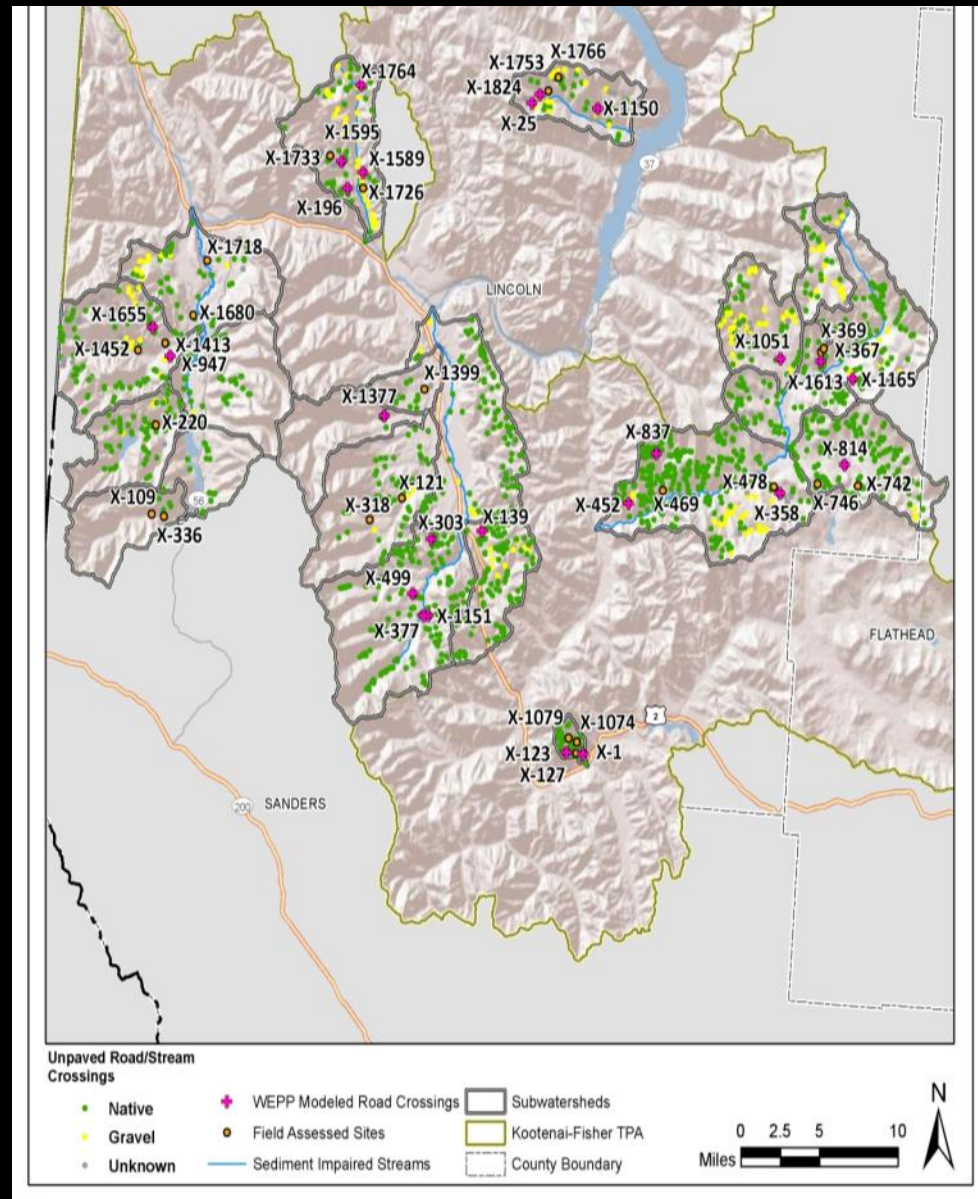 X-1766
X-1753
X-1764
X-1824
X-1150
X-25
X-1595
37
X-1733
X-1589
X-1726
X-196
X-1718
LINCOLN
X-1655
X-1680
X-369
X-1051
X-1452
X-1413
X-367
X-947
X-1399
X-1613
X-1165
X-1377
X-220
X-837
X-814
X-121
X-478
X-109
56
X-318
X-452
X-469
X-746
X-742
X-303
X-139
X-358
X-336
X-499
X-1151
X-377
FLATHEAD
X-1079
X-1074
2
X-123
X-1
X-127
200
SANDERS
Unpaved Road/Stream
Crossings
Native
Gravel
Unknown
WEPP Modeled Road Crossings
Field Assessed Sites
Sediment Impaired Streams
Subwatersheds
Kootenai-Fisher TPA
County Boundary
0 2.5 5 10
Miles
N